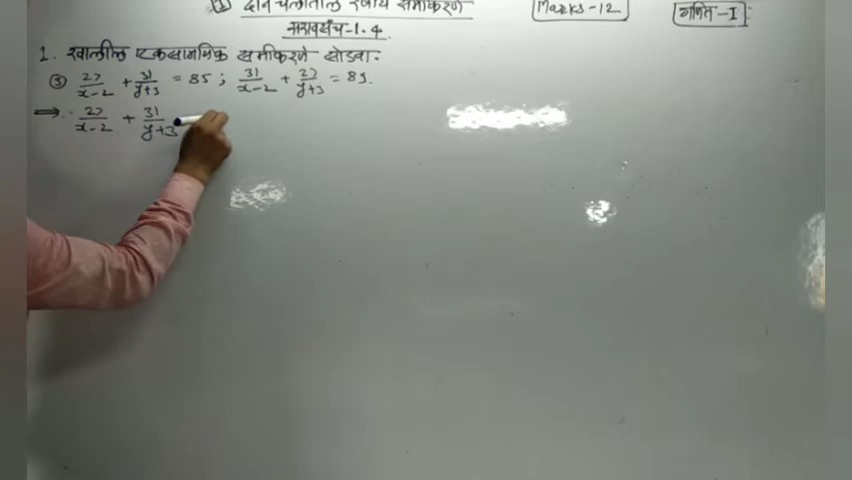 ① दोन चलांतील रेषीय समीकरणे Marks-12 गणित-I
सरावसंच-1.4
1. खालील एकसामयिक समीकरणे सोडवा:
③ 27/x-2 + 31/y+3 = 85 ; 31/x-2 + 27/y+3 = 89.
⟹ 27/x-2 + 31/y+3